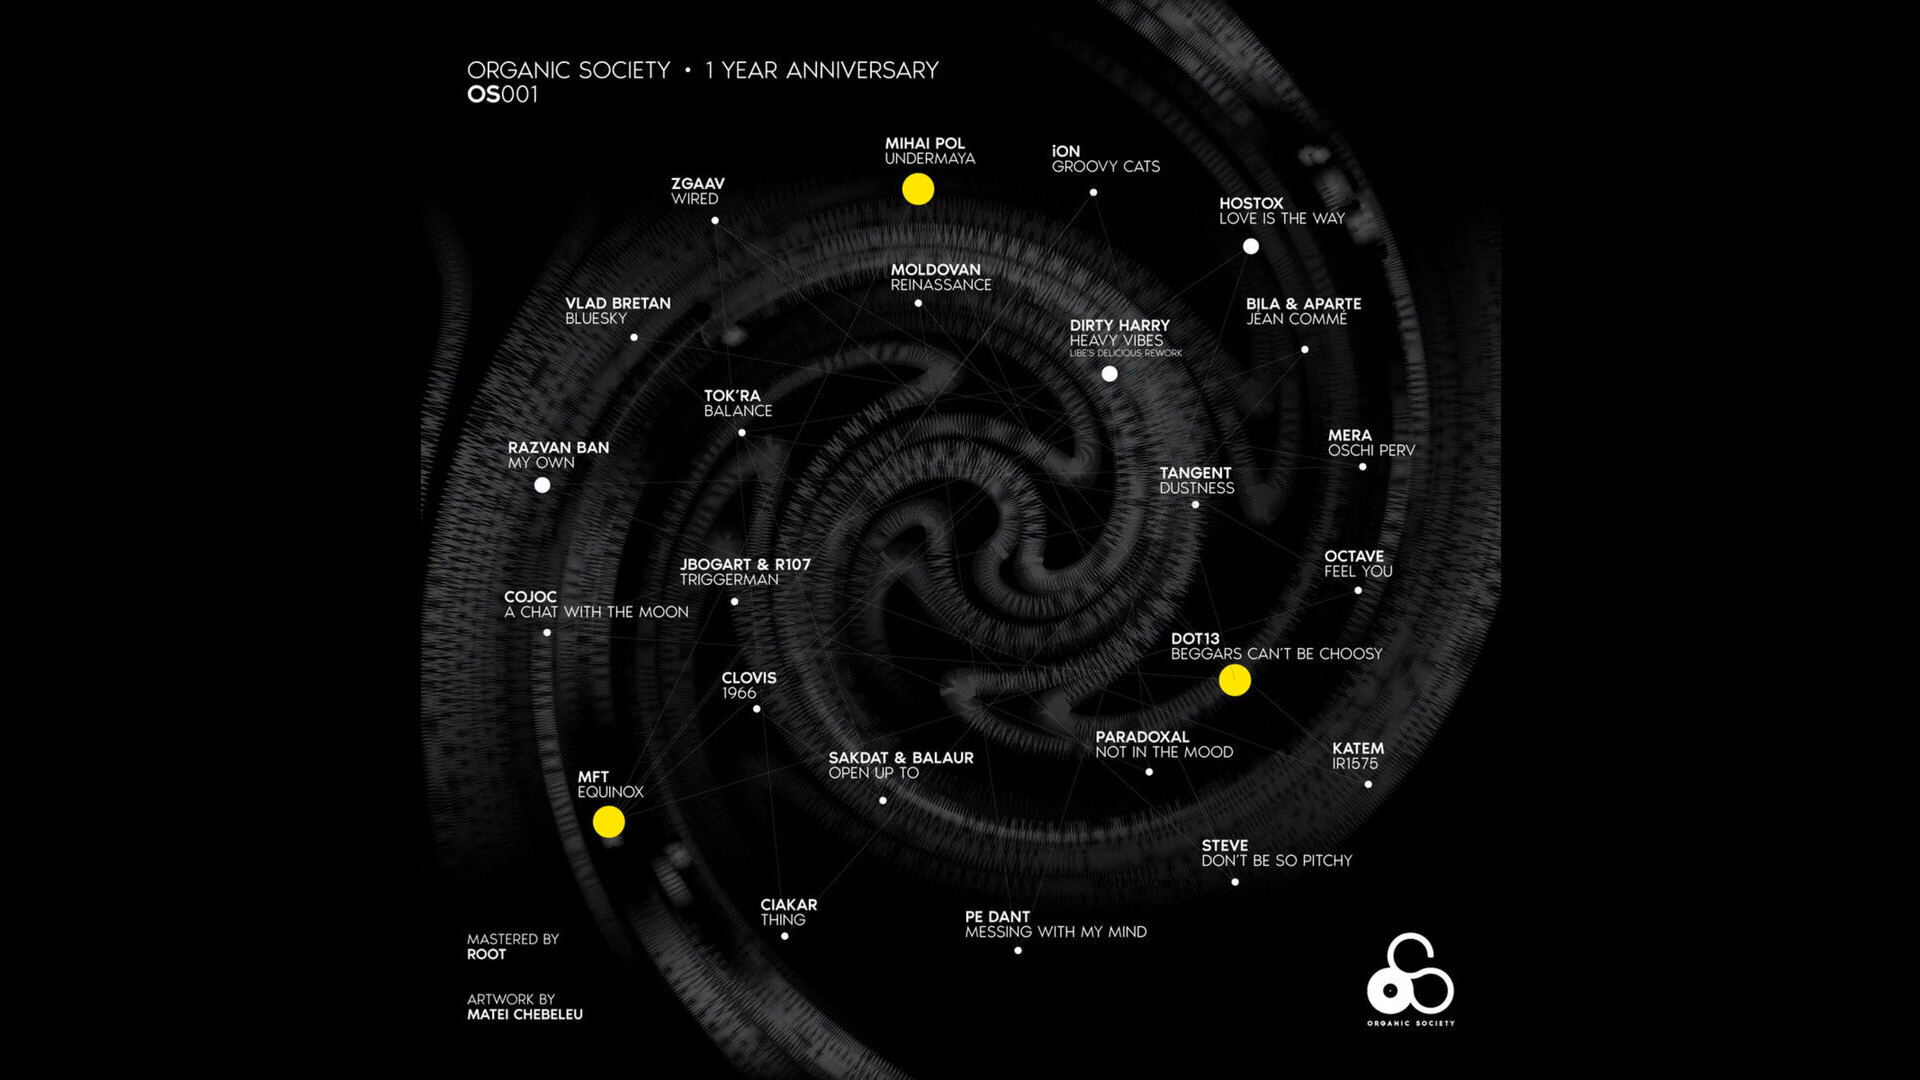 ORGANIC SOCIETY • 1 YEAR ANNIVERSARY
OS001
MIHAI POL
UNDERMAYA
iON
GROOVY CATS
ZGAAV
WIRED
HOSTOX
LOVE IS THE WAY
MOLDOVAN
REINASSANCE
VLAD BRETAN
BLUESKY
BILA & APARTE
JEAN COMME
DIRTY HARRY
HEAVY VIBES
LIBE'S DELICIOUS REWORK
TOK'RA
BALANCE
RAZVAN BAN
MY OWN
MERA
OSCHI PERV
TANGENT
DUSTNESS
OCTAVE
FEEL YOU
JBOGART & R107
TRIGGERMAN
COJOC
A CHAT WITH THE MOON
DOT13
BEGGARS CAN'T BE CHOOSY
CLOVIS
1966
PARADOXAL
NOT IN THE MOOD
KATEM
IR1575
SAKDAT & BALAUR
OPEN UP TO
MFT
EQUINOX
STEVE
DON'T BE SO PITCHY
CIAKAR
THING
PE DANT
MESSING WITH MY MIND
MASTERED BY
ROOT
ARTWORK BY
MATEI CHEBELEU
ORGANIC SOCIETY